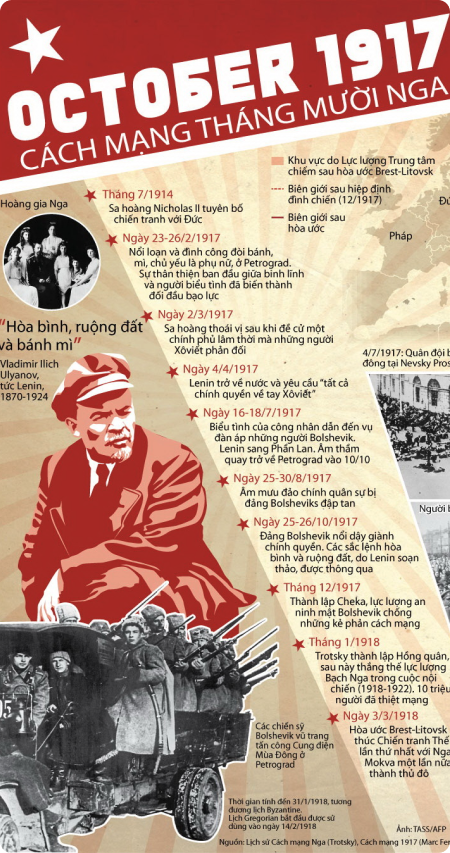 OCTOBER 1917
CÁCH MẠNG THÁNG MƯỜI NGA
Khu vực do Lực lượng Trung tâm
chiếm sau hòa ước Brest-Litovsk
Biên giới sau hiệp định
đình chiến (12/1917)
Biên giới sau
hòa ước
Pháp
Hoàng gia Nga
Tháng 7/1914
Sa hoàng Nicholas II tuyên bố
chiến tranh với Đức
Ngày 23-26/2/1917
Nổi loạn và đình công đòi bánh,
mì, chủ yếu là phụ nữ, ở Petrograd.
Sự thân thiện ban đầu giữa binh lính
và người biểu tình đã biến thành
đối đầu bạo lực
"Hòa bình, ruộng đất
và bánh mì"
Vladimir Ilich
Ulyanov,
tức Lenin,
1870-1924
Ngày 2/3/1917
Sa hoàng thoái vị sau khi đề cử một
chính phủ lâm thời mà những người
Xôviết phản đối
4/7/1917: Quân đội b
đông tại Nevsky Pros
Ngày 4/4/1917
Lenin trở về nước và yêu cầu "tất cả
chính quyền về tay Xôviết"
Ngày 16-18/7/1917
Biểu tình của công nhân dẫn đến vụ
đàn áp những người Bolshevik.
Lenin sang Phần Lan. Âm thầm
quay trở về Petrograd vào 10/10
Ngày 25-30/8/1917
Âm mưu đảo chính quân sự bị
đảng Bolsheviks đập tan
Người b
Ngày 25-26/10/1917
Đảng Bolshevik nổi dậy giành
chính quyền. Các sắc lệnh hòa
bình và ruộng đất, do Lenin soạn
thảo, được thông qua
Tháng 12/1917
Thành lập Cheka, lực lượng an
ninh mật Bolshevik chống
những kẻ phản cách mạng
Tháng 1/1918
Trotsky thành lập Hồng quân,
sau này thắng thế lực lượng
Bạch Nga trong cuộc nội
chiến (1918-1922). 10 triệu
người đã thiệt mạng
Ngày 3/3/1918
Hòa ước Brest-Litovsk
thúc Chiến tranh Thế
lần thứ nhất với Nga
Mokva một lần nữa
thành thủ đô
Các chiến sỹ
Bolshevik vũ trang
tấn công Cung điện
Mùa Đông ở
Petrograd
Thời gian tính đến 31/1/1918, tương
đương lịch Byzantine.
Lịch Gregorian bắt đầu được sử
dùng vào ngày 14/2/1918
Ảnh: TASS/AFP
Nguồn: Lịch sử Cách mạng Nga (Trotsky), Cách mạng 1917 (Marc Fer